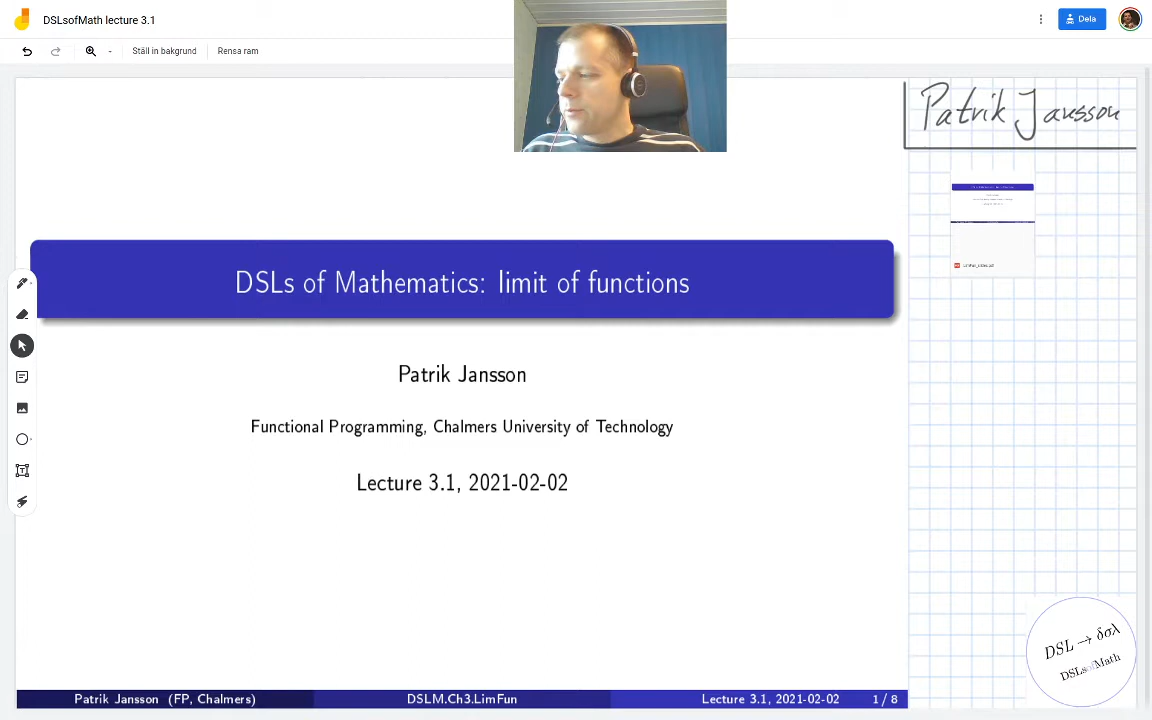 DSLsofMath lecture 3.1
Dela
Ställ in bakgrund
Rensa ram
Patrik Jansson
DSLs of Mathematics: limit of functions
Patrik Jansson
Functional Programming, Chalmers University of Technology
Lecture 3.1, 2021-02-02
DSL → δσλ
DSLsofMath
Patrik Jansson (FP, Chalmers)
DSLM.Ch3.LimFun
Lecture 3.1, 2021-02-02
1 / 8